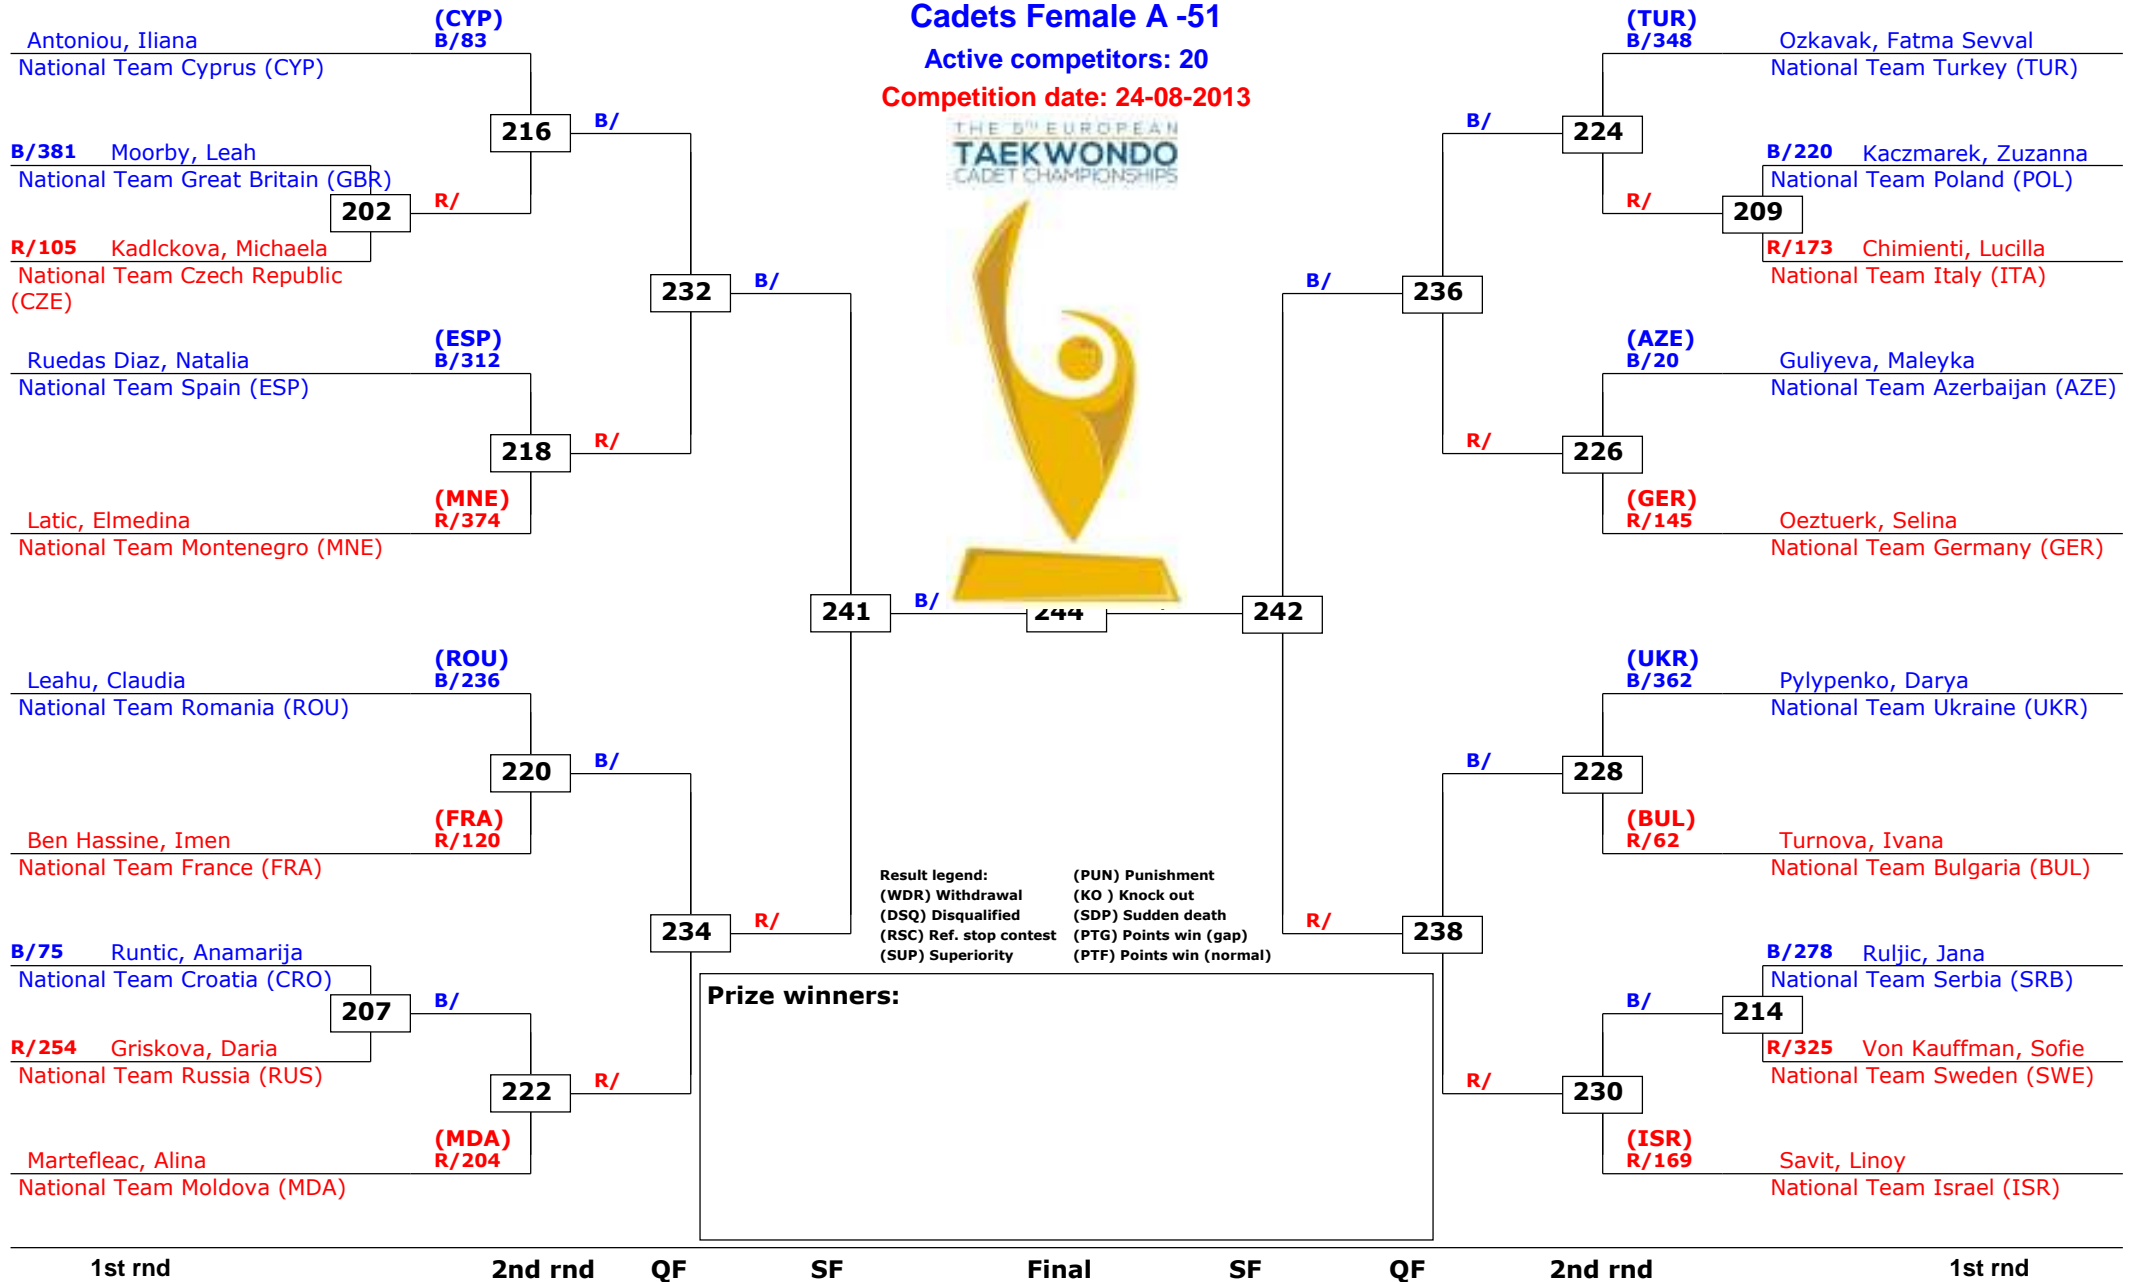 Cadets Female A -51
Active competitors: 20
Competition date: 24-08-2013
THE 5TH EUROPEAN
TAEKWONDO
CADET CHAMPIONSHIPS
(CYP)
Antoniou, Iliana B/83
National Team Cyprus (CYP)
216 B/
B/381 Moorby, Leah
National Team Great Britain (GBR)
202 R/
R/105 Kadlckova, Michaela
National Team Czech Republic
(CZE)
232 B/
(ESP)
Ruedas Diaz, Natalia B/312
National Team Spain (ESP)
218 R/
(MNE)
Latic, Elmedina R/374
National Team Montenegro (MNE)
241 B/
244
(ROU)
Leahu, Claudia B/236
National Team Romania (ROU)
220 B/
(FRA)
Ben Hassine, Imen R/120
National Team France (FRA)
234 R/
B/75 Runtic, Anamarija
National Team Croatia (CRO)
207 B/
R/254 Griskova, Daria
National Team Russia (RUS)
222 R/
(MDA)
Martefleac, Alina R/204
National Team Moldova (MDA)
(TUR)
B/348 Ozkavak, Fatma Sevval
National Team Turkey (TUR)
B/ 224
B/220 Kaczmarek, Zuzanna
National Team Poland (POL)
R/ 209
R/173 Chimienti, Lucilla
National Team Italy (ITA)
B/ 236
(AZE)
B/20 Guliyeva, Maleyka
National Team Azerbaijan (AZE)
R/ 226
(GER)
R/145 Oeztuerk, Selina
National Team Germany (GER)
242
(UKR)
B/362 Pylypenko, Darya
National Team Ukraine (UKR)
B/ 228
(BUL)
R/62 Turnova, Ivana
National Team Bulgaria (BUL)
R/ 238
B/278 Ruljic, Jana
National Team Serbia (SRB)
B/ 214
R/325 Von Kauffman, Sofie
National Team Sweden (SWE)
R/ 230
(ISR)
R/169 Savit, Linoy
National Team Israel (ISR)
Result legend: (PUN) Punishment
(WDR) Withdrawal (KO ) Knock out
(DSQ) Disqualified (SDP) Sudden death
(RSC) Ref. stop contest (PTG) Points win (gap)
(SUP) Superiority (PTF) Points win (normal)
Prize winners:
1st rnd 2nd rnd QF SF Final SF QF 2nd rnd 1st rnd